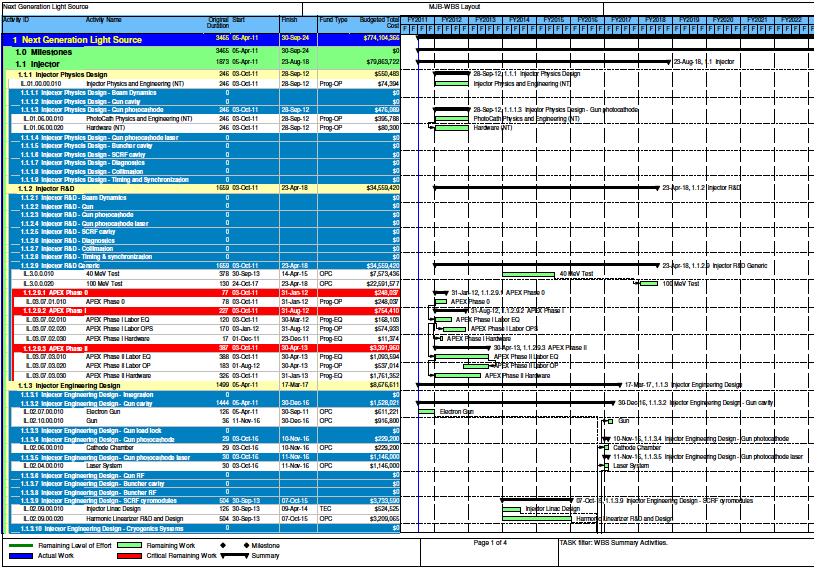 Next Generation Light Source MJB-WBS Layout
Activity ID Activity Name Original Duration Start Finish Fund Type Budgeted Total Cost FY2011 FY2012 FY2013 FY2014 FY2015 FY2016 FY2017 FY2018 FY2019 FY2020 FY2021 FY2022
1 Next Generation Light Source 3465 05-Apr-11 30-Sep-24 $774,104,366
1.0 Milestones 3465 05-Apr-11 30-Sep-24 $0
1.1 Injector 1873 05-Apr-11 23-Aug-18 $79,863,722 23-Aug-18, 1.1 Injector
1.1.1 Injector Physics Design 246 03-Oct-11 28-Sep-12 $550,483 28-Sep-12, 1.1.1 Injector Physics Design
IL.01.00.00.010 Injector Physics and Engineering (NT) 246 03-Oct-11 28-Sep-12 Prog-OP $74,394 Injector Physics and Engineering (NT)
1.1.1.1 Injector Physics Design - Beam Dynamics 0 $0
1.1.1.2 Injector Physics Design - Gun cavity 0 $0
1.1.1.3 Injector Physics Design - Gun photocathode 246 03-Oct-11 28-Sep-12 $476,089 28-Sep-12, 1.1.1.3 Injector Physics Design - Gun photocathode
IL.01.06.00.010 PhotoCath Physics and Engineering (NT) 246 03-Oct-11 28-Sep-12 Prog-OP $395,788 PhotoCath Physics and Engineering (NT)
IL.01.06.00.020 Hardware (NT) 246 03-Oct-11 28-Sep-12 Prog-OP $80,300 Hardware (NT)
1.1.1.4 Injector Physics Design - Gun photocathode laser 0 $0
1.1.1.5 Injector Physics Design - Buncher cavity 0 $0
1.1.1.6 Injector Physics Design - SCRF cavity 0 $0
1.1.1.7 Injector Physics Design - Diagnostics 0 $0
1.1.1.8 Injector Physics Design - Collimation 0 $0
1.1.1.9 Injector Physics Design - Timing and Synchronization 0 $0
1.1.2 Injector R&D 1659 03-Oct-11 23-Apr-18 $34,559,420 23-Apr-18, 1.1.2 Injector R&D
1.1.2.1 Injector R&D - Beam Dynamics 0 $0
1.1.2.2 Injector R&D - Gun 0 $0
1.1.2.3 Injector R&D - Gun photocathode 0 $0
1.1.2.4 Injector R&D - Gun photocathode laser 0 $0
1.1.2.5 Injector R&D - SCRF cavity 0 $0
1.1.2.6 Injector R&D - Diagnostics 0 $0
1.1.2.7 Injector R&D - Collimation 0 $0
1.1.2.8 Injector R&D - Timing & synchronization 0 $0
1.1.2.9 Injector R&D Generic 1659 03-Oct-11 23-Apr-18 $34,559,420 23-Apr-18, 1.1.2.9 Injector R&D Generic
IL.3.0.0.010 40 MeV Test 378 30-Sep-13 14-Apr-15 OPC $7,573,436 40 MeV Test
IL.3.0.0.020 100 MeV Test 130 24-Oct-17 23-Apr-18 OPC $22,591,577 100 MeV Test
1.1.2.9.1 APEX Phase 0 77 03-Oct-11 31-Jan-12 $248,037 31-Jan-12, 1.1.2.9.1 APEX Phase 0
IL.03.07.01.010 APEX Phase 0 78 03-Oct-11 31-Jan-12 Prog-OP $248,037 APEX Phase 0
1.1.2.9.2 APEX Phase I 227 03-Oct-11 31-Aug-12 $754,410 31-Aug-12, 1.1.2.9.2 APEX Phase I
IL.03.07.02.010 APEX Phase I Labor EQ 120 03-Oct-11 30-Mar-12 Prog-EQ $168,103 APEX Phase I Labor EQ
IL.03.07.02.020 APEX Phase I Labor OPS 170 03-Jan-12 31-Aug-12 Prog-OP $574,933 APEX Phase I Labor OPS
IL.03.07.02.030 APEX Phase I Hardware 17 01-Dec-11 23-Dec-11 Prog-EQ $11,374 APEX Phase I Hardware
1.1.2.9.3 APEX Phase II 387 03-Oct-11 30-Apr-13 $3,391,960 30-Apr-13, 1.1.2.9.3 APEX Phase II
IL.03.07.03.010 APEX Phase II Labor EQ 388 03-Oct-11 30-Apr-13 Prog-EQ $1,093,594 APEX Phase II Labor EQ
IL.03.07.03.020 APEX Phase II Labor OP 183 01-Aug-12 30-Apr-13 Prog-OP $537,014 APEX Phase II Labor OP
IL.03.07.03.030 APEX Phase II Hardware 326 03-Oct-11 31-Jan-13 Prog-EQ $1,761,352 APEX Phase II Hardware
1.1.3 Injector Engineering Design 1499 05-Apr-11 17-Mar-17 $8,676,611 17-Mar-17, 1.1.3 Injector Engineering Design
1.1.3.1 Injector Engineering Design - Integration 0 $0
1.1.3.2 Injector Engineering Design - Gun cavity 1444 05-Apr-11 30-Dec-16 $1,528,021 30-Dec-16, 1.1.3.2 Injector Engineering Design - Gun cavity
IL.02.07.00.010 Electron Gun 126 05-Apr-11 30-Sep-11 OPC $611,221 Electron Gun
IL.02.10.00.010 Gun 36 11-Nov-16 30-Dec-16 OPC $916,800 Gun
1.1.3.3 Injector Engineering Design - Gun load lock 0 $0
1.1.3.4 Injector Engineering Design - Gun photocathode 29 03-Oct-16 10-Nov-16 $229,200 10-Nov-16, 1.1.3.4 Injector Engineering Design - Gun photocathode
IL.02.06.00.010 Cathode Chamber 29 03-Oct-16 10-Nov-16 OPC $229,200 Cathode Chamber
1.1.3.5 Injector Engineering Design - Gun photocathode laser 30 03-Oct-16 11-Nov-16 $1,146,000 11-Nov-16, 1.1.3.5 Injector Engineering Design - Gun photocathode laser
IL.02.04.00.010 Laser System 30 03-Oct-16 11-Nov-16 OPC $1,146,000 Laser System
1.1.3.6 Injector Engineering Design - Gun RF 0 $0
1.1.3.7 Injector Engineering Design - Buncher cavity 0 $0
1.1.3.8 Injector Engineering Design - Buncher RF 0 $0
1.1.3.9 Injector Engineering Design - SCRF cyromodules 504 30-Sep-13 07-Oct-15 $3,733,590 07-Oct-15, 1.1.3.9 Injector Engineering Design - SCRF cyromodules
IL.02.09.00.010 Injector Linac Design 126 30-Sep-13 09-Apr-14 TEC $524,525 Injector Linac Design
IL.02.09.00.020 Harmonic Linearizer R&D and Design 504 30-Sep-13 07-Oct-15 OPC $3,209,065 Harmonic Linearizer R&D and Design
1.1.3.10 Injector Engineering Design - Cryogenics Systems 0 $0
Remaining Level of Effort Remaining Work Milestone Page 1 of 4 TASK filter: WBS Summary Activities.
Actual Work Critical Remaining Work Summary